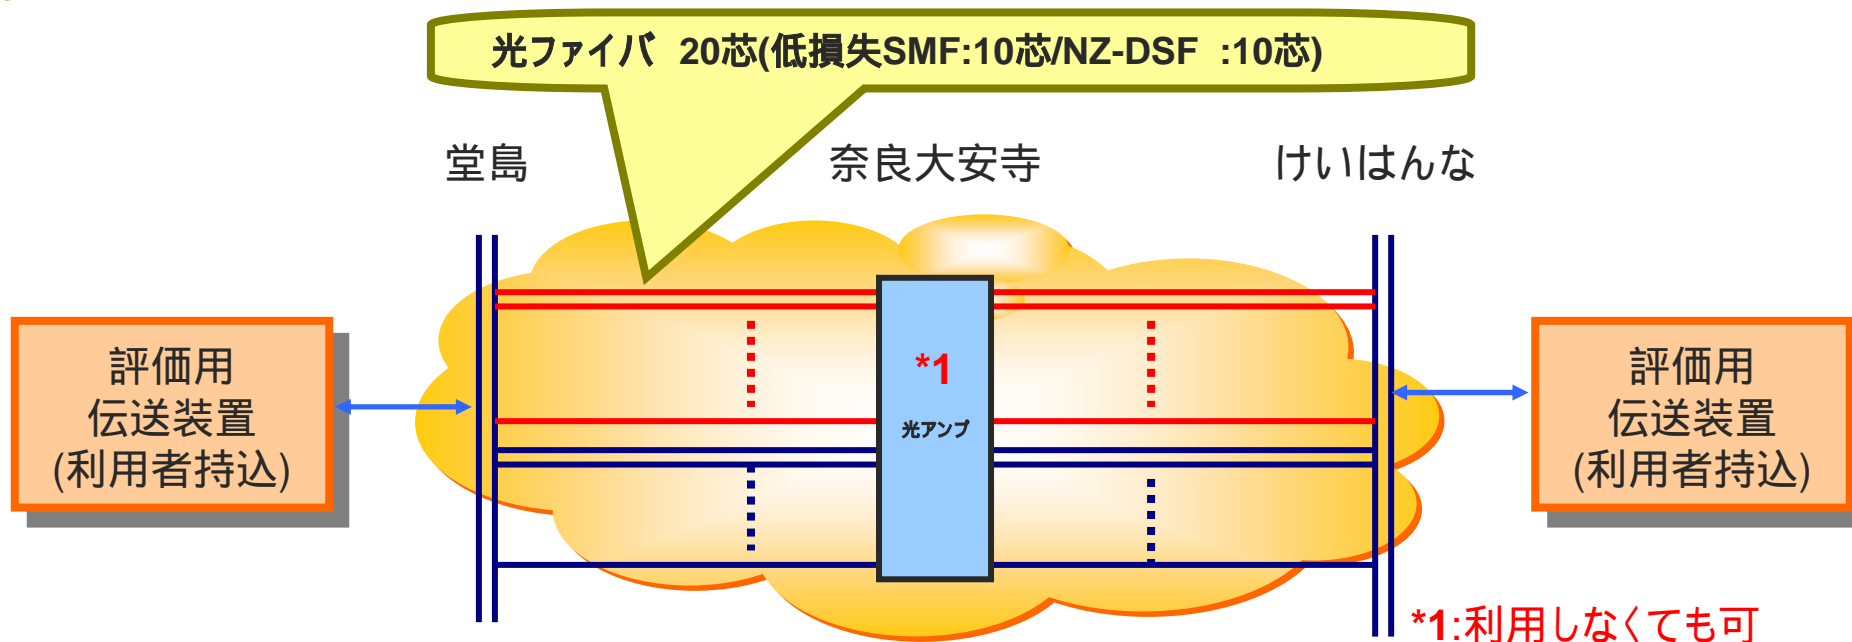 光ファイバ 20芯(低損失SMF:10芯/NZ-DSF :10芯)
堂島
奈良大安寺
けいはんな
評価用
伝送装置
(利用者持込)
*1
光アンプ
評価用
伝送装置
(利用者持込)
*1:利用しなくても可